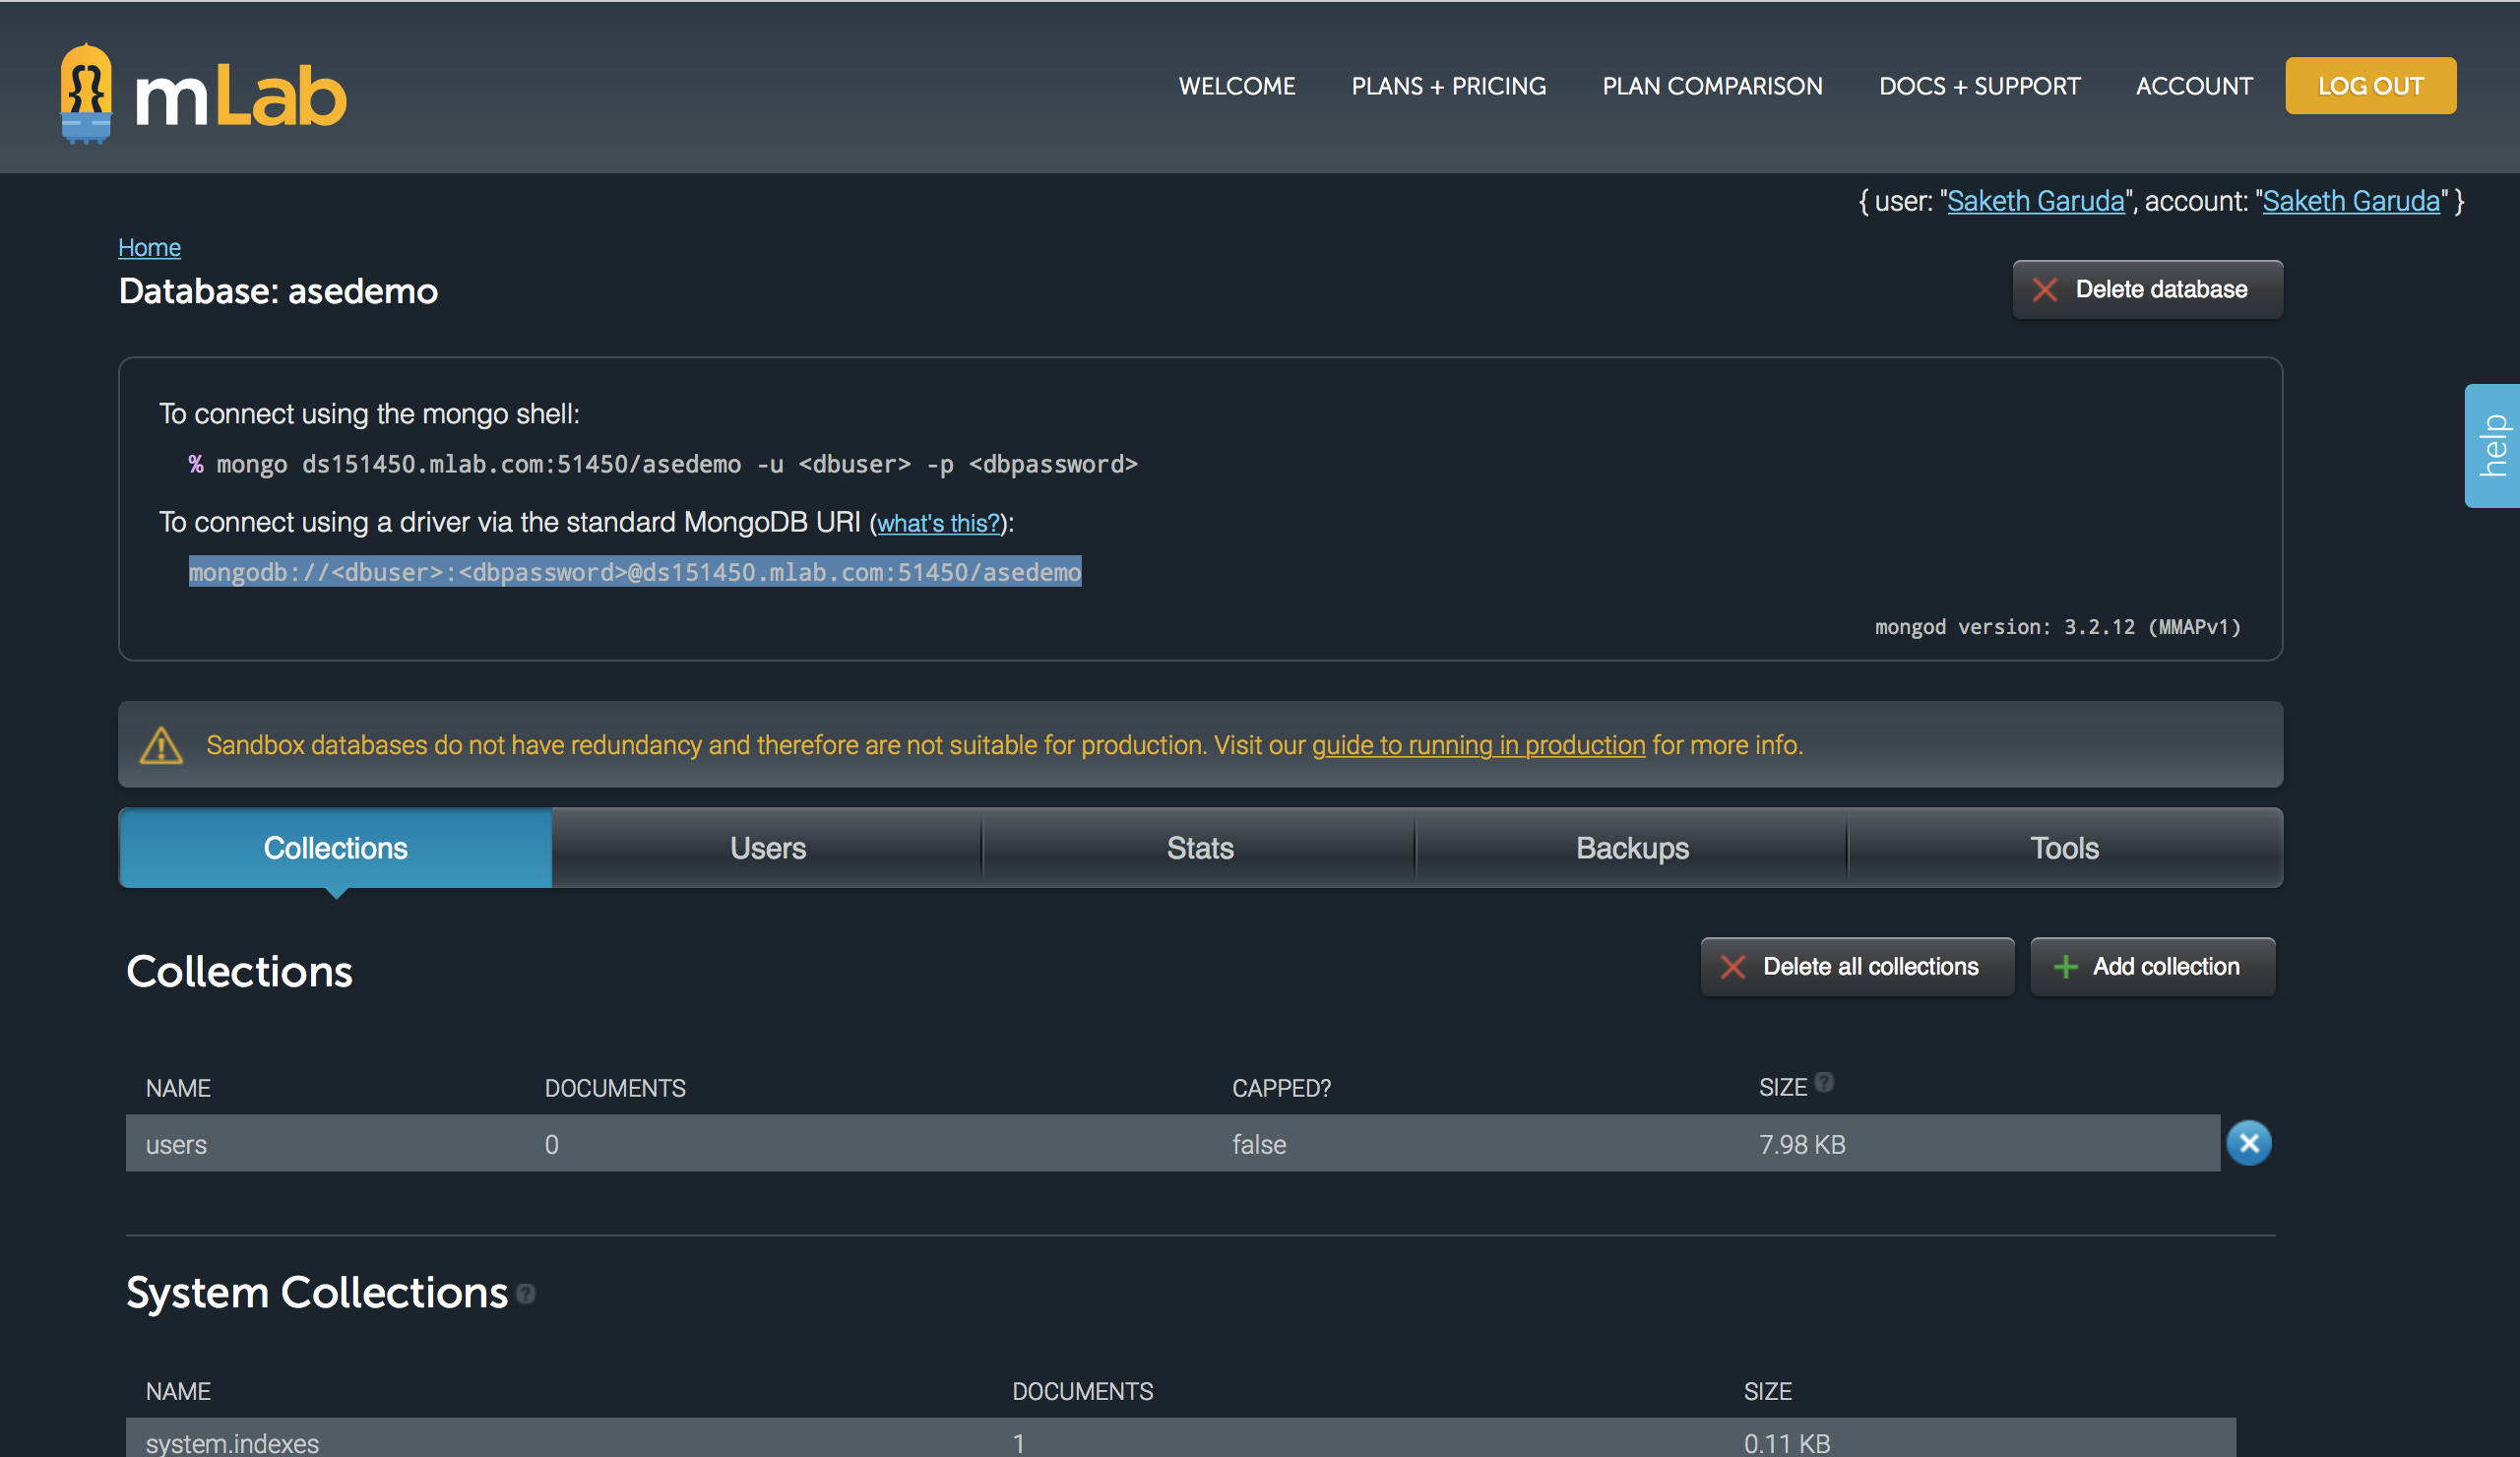 mLab
WELCOME PLANS + PRICING PLAN COMPARISON DOCS + SUPPORT ACCOUNT LOG OUT
{ user: "Saketh Garuda", account: "Saketh Garuda" }
Home
Database: asedemo
Delete database
To connect using the mongo shell:
% mongo ds151450.mlab.com:51450/asedemo -u <dbuser> -p <dbpassword>
To connect using a driver via the standard MongoDB URI (what's this?):
mongodb://<dbuser>:<dbpassword>@ds151450.mlab.com:51450/asedemo
mongod version: 3.2.12 (MMAPv1)
help
Sandbox databases do not have redundancy and therefore are not suitable for production. Visit our guide to running in production for more info.
Collections Users Stats Backups Tools
Collections
Delete all collections Add collection
NAME DOCUMENTS CAPPED? SIZE ?
users 0 false 7.98 KB
System Collections ?
NAME DOCUMENTS SIZE
system.indexes 1 0.11 KB